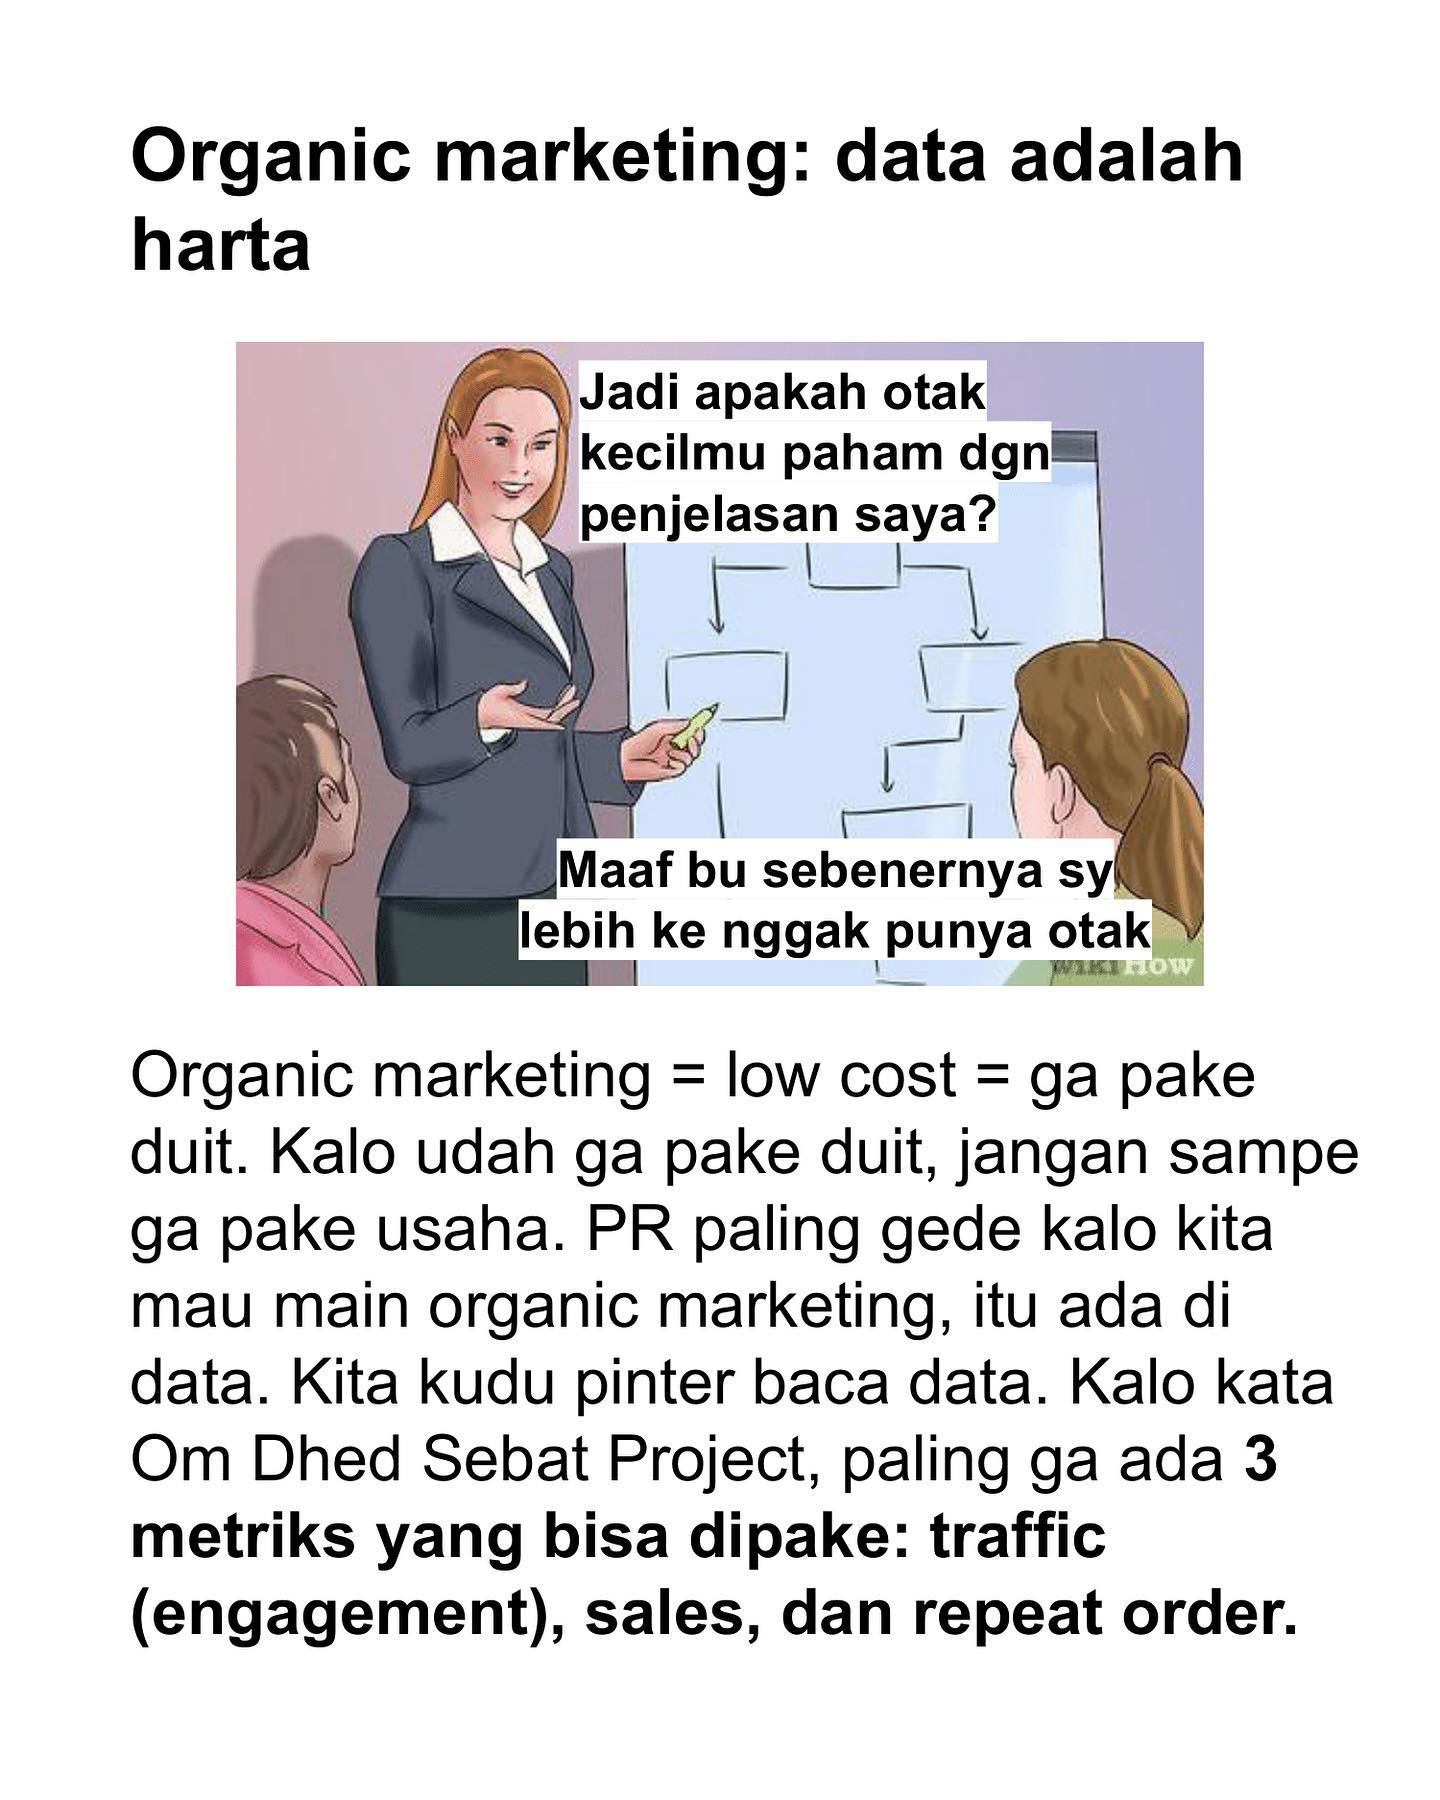 Organic marketing: data adalah
harta
Jadi apakah otak
kecilmu paham dgn
penjelasan saya?
Maaf bu sebenernya sy
lebih ke nggak punya otak
wikiHow
Organic marketing = low cost = ga pake
duit. Kalo udah ga pake duit, jangan sampe
ga pake usaha. PR paling gede kalo kita
mau main organic marketing, itu ada di
data. Kita kudu pinter baca data. Kalo kata
Om Dhed Sebat Project, paling ga ada 3
metriks yang bisa dipake: traffic
(engagement), sales, dan repeat order.